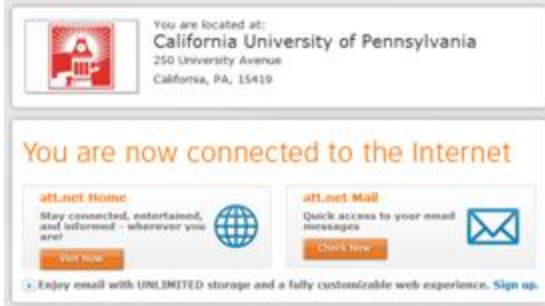 You are located at:
California University of Pennsylvania
250 University Avenue
California, PA, 15419
You are now connected to the Internet
att.net Home
Stay connected, entertained,
and informed - wherever you
are!
Visit Now
att.net Mail
Quick access to your email
messages
Check Now
Enjoy email with UNLIMITED storage and a fully customizable web experience. Sign up.